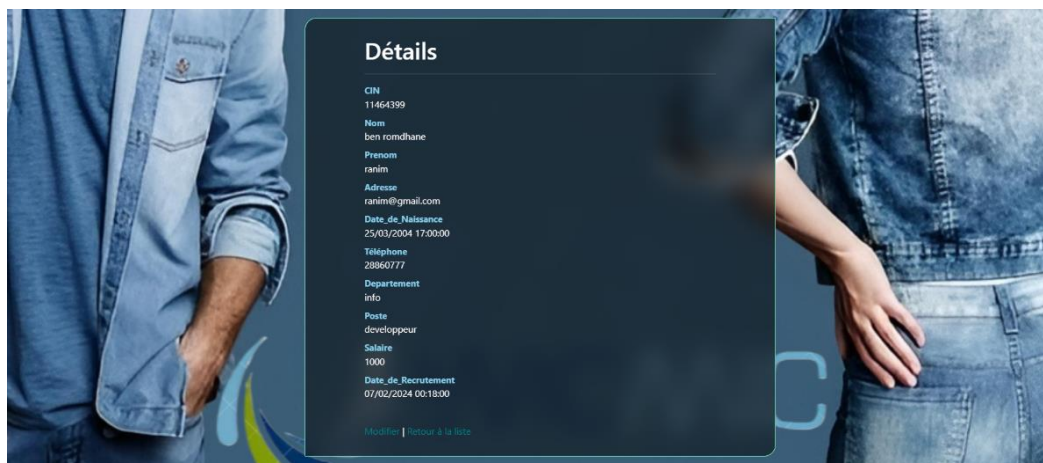 Détails
CIN
11464399
Nom
ben romdhane
Prenom
ranim
Adresse
ranim@gmail.com
Date_de_Naissance
25/03/2004 17:00:00
Téléphone
28860777
Departement
info
Poste
developpeur
Salaire
1000
Date_de_Recrutement
07/02/2024 00:18:00
Modifier | Retour à la liste